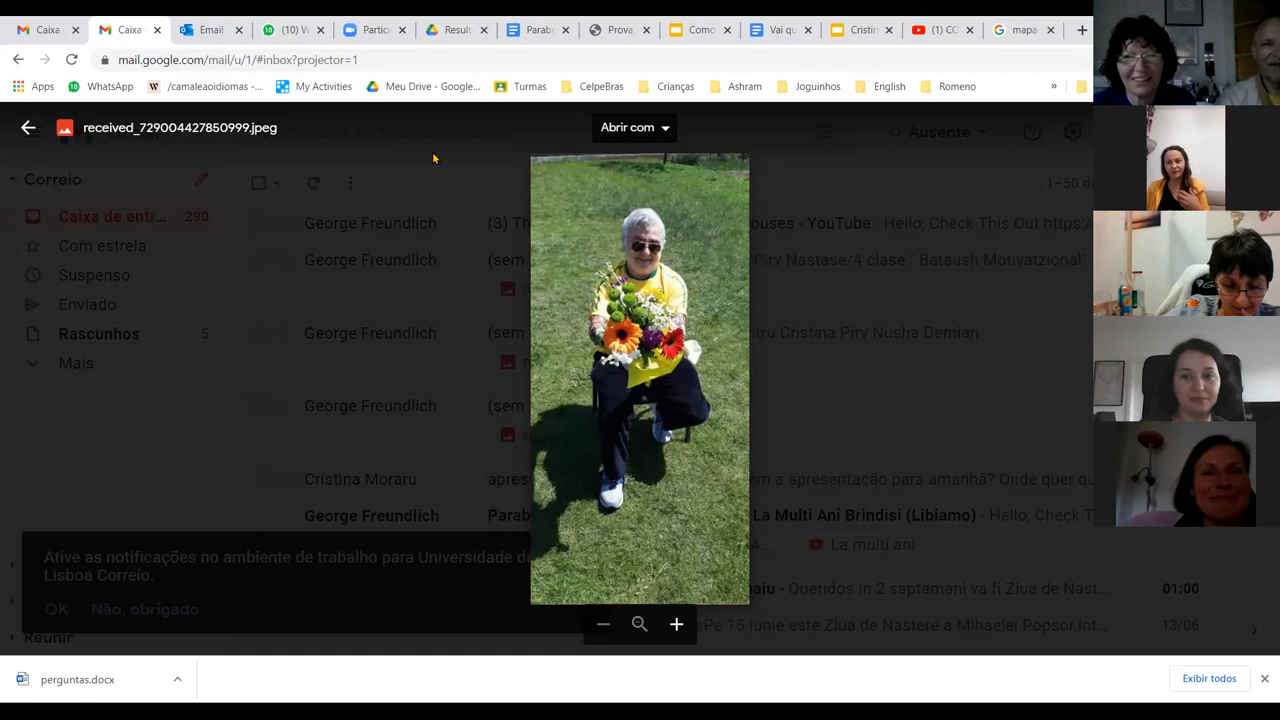 Caixa
Caixa
Email
(10)
Partic
Result
Parab
Prova
Como
Vai qu
Cristin
(1) CC
mapa
mail.google.com/mail/u/1/#inbox?projector=1
Apps
WhatsApp
/camaleaoidiomas -...
My Activities
Meu Drive - Google...
Turmas
CelpeBras
Crianças
Ashram
Joguinhos
English
Romeno
»
received_729004427850999.jpeg
Abrir com
Ausente
Correio
1–50 de
Caixa de entr... 290
George Freundlich (3) Th ouses - YouTube - Hello, Check This Out https:/
Com estrela
George Freundlich (sem Pirv Nastase/4 clase " Bataush Motivatzional"
Suspenso
Enviado
Rascunhos 5
George Freundlich (sem ntru Cristina Pirv Nusha Demian
Mais
George Freundlich (sem
Cristina Moraru apres em a apresentação para amanhã? Onde quer qu
George Freundlich Parab La Multi Ani Brindisi (Libiamo) - Hello, Check T
La multi ani
Ative as notificações no ambiente de trabalho para Universidade de
Lisboa Correio.
OK Não, obrigado
naiu - Queridos in 2 saptamani va fi Ziua de Nast... 01:00
Reunir
Pe 15 iunie este Ziua de Nastere a Mihaelei Popsor.int... 13/06
perguntas.docx
Exibir todos